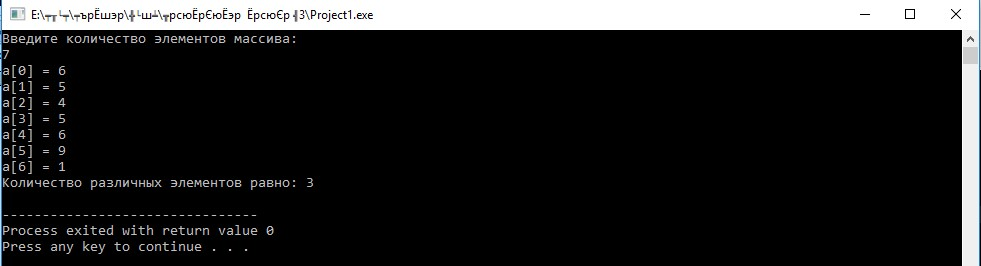 E:\┬╥╙└┬\┬ърЁшэр\╬└ш╧\╥рсюЁрЄюЁэр  ЁрсюЄр ╣3\Project1.exe
Введите количество элементов массива:
7
a[0] = 6
a[1] = 5
a[2] = 4
a[3] = 5
a[4] = 6
a[5] = 9
a[6] = 1
Количество различных элементов равно: 3
--------------------------------
Process exited with return value 0
Press any key to continue . . .